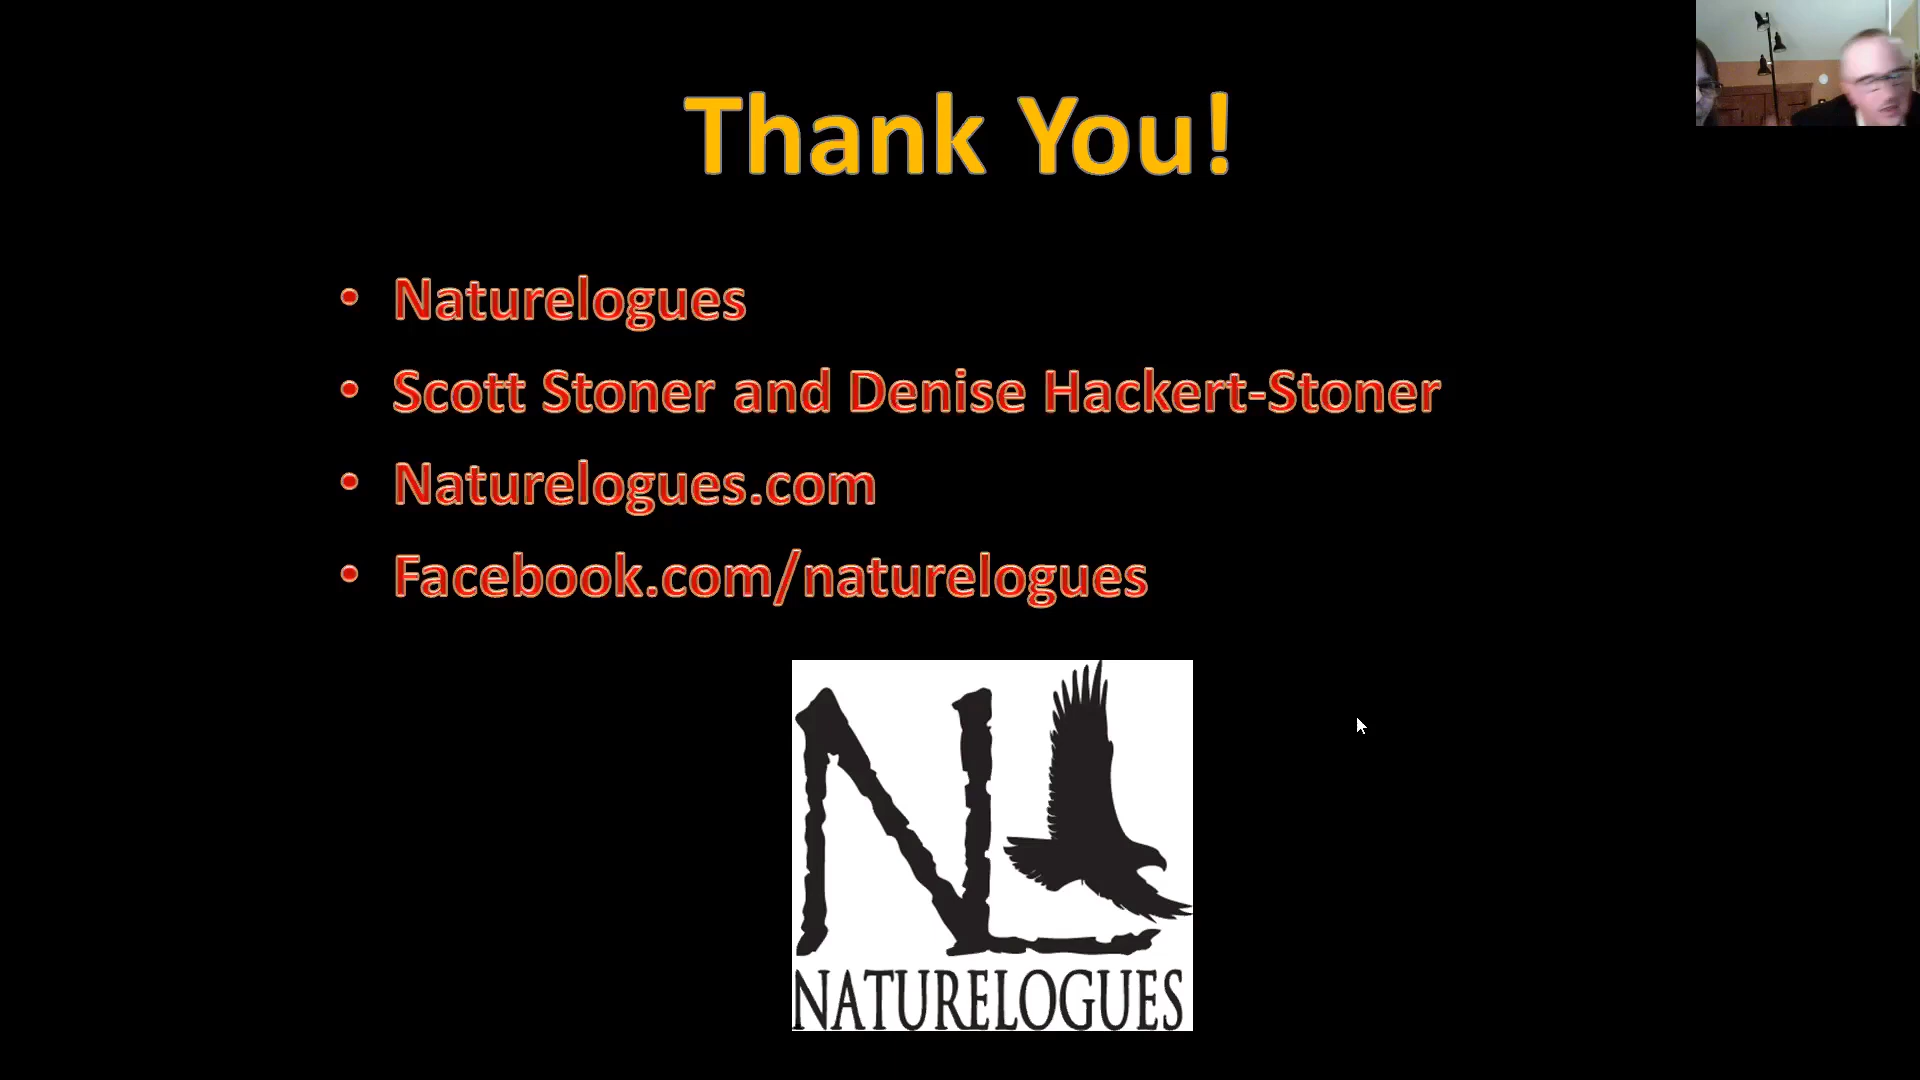 Thank You!
• Naturelogues
• Scott Stoner and Denise Hackert-Stoner
• Naturelogues.com
• Facebook.com/naturelogues
NL
NATURELOGUES